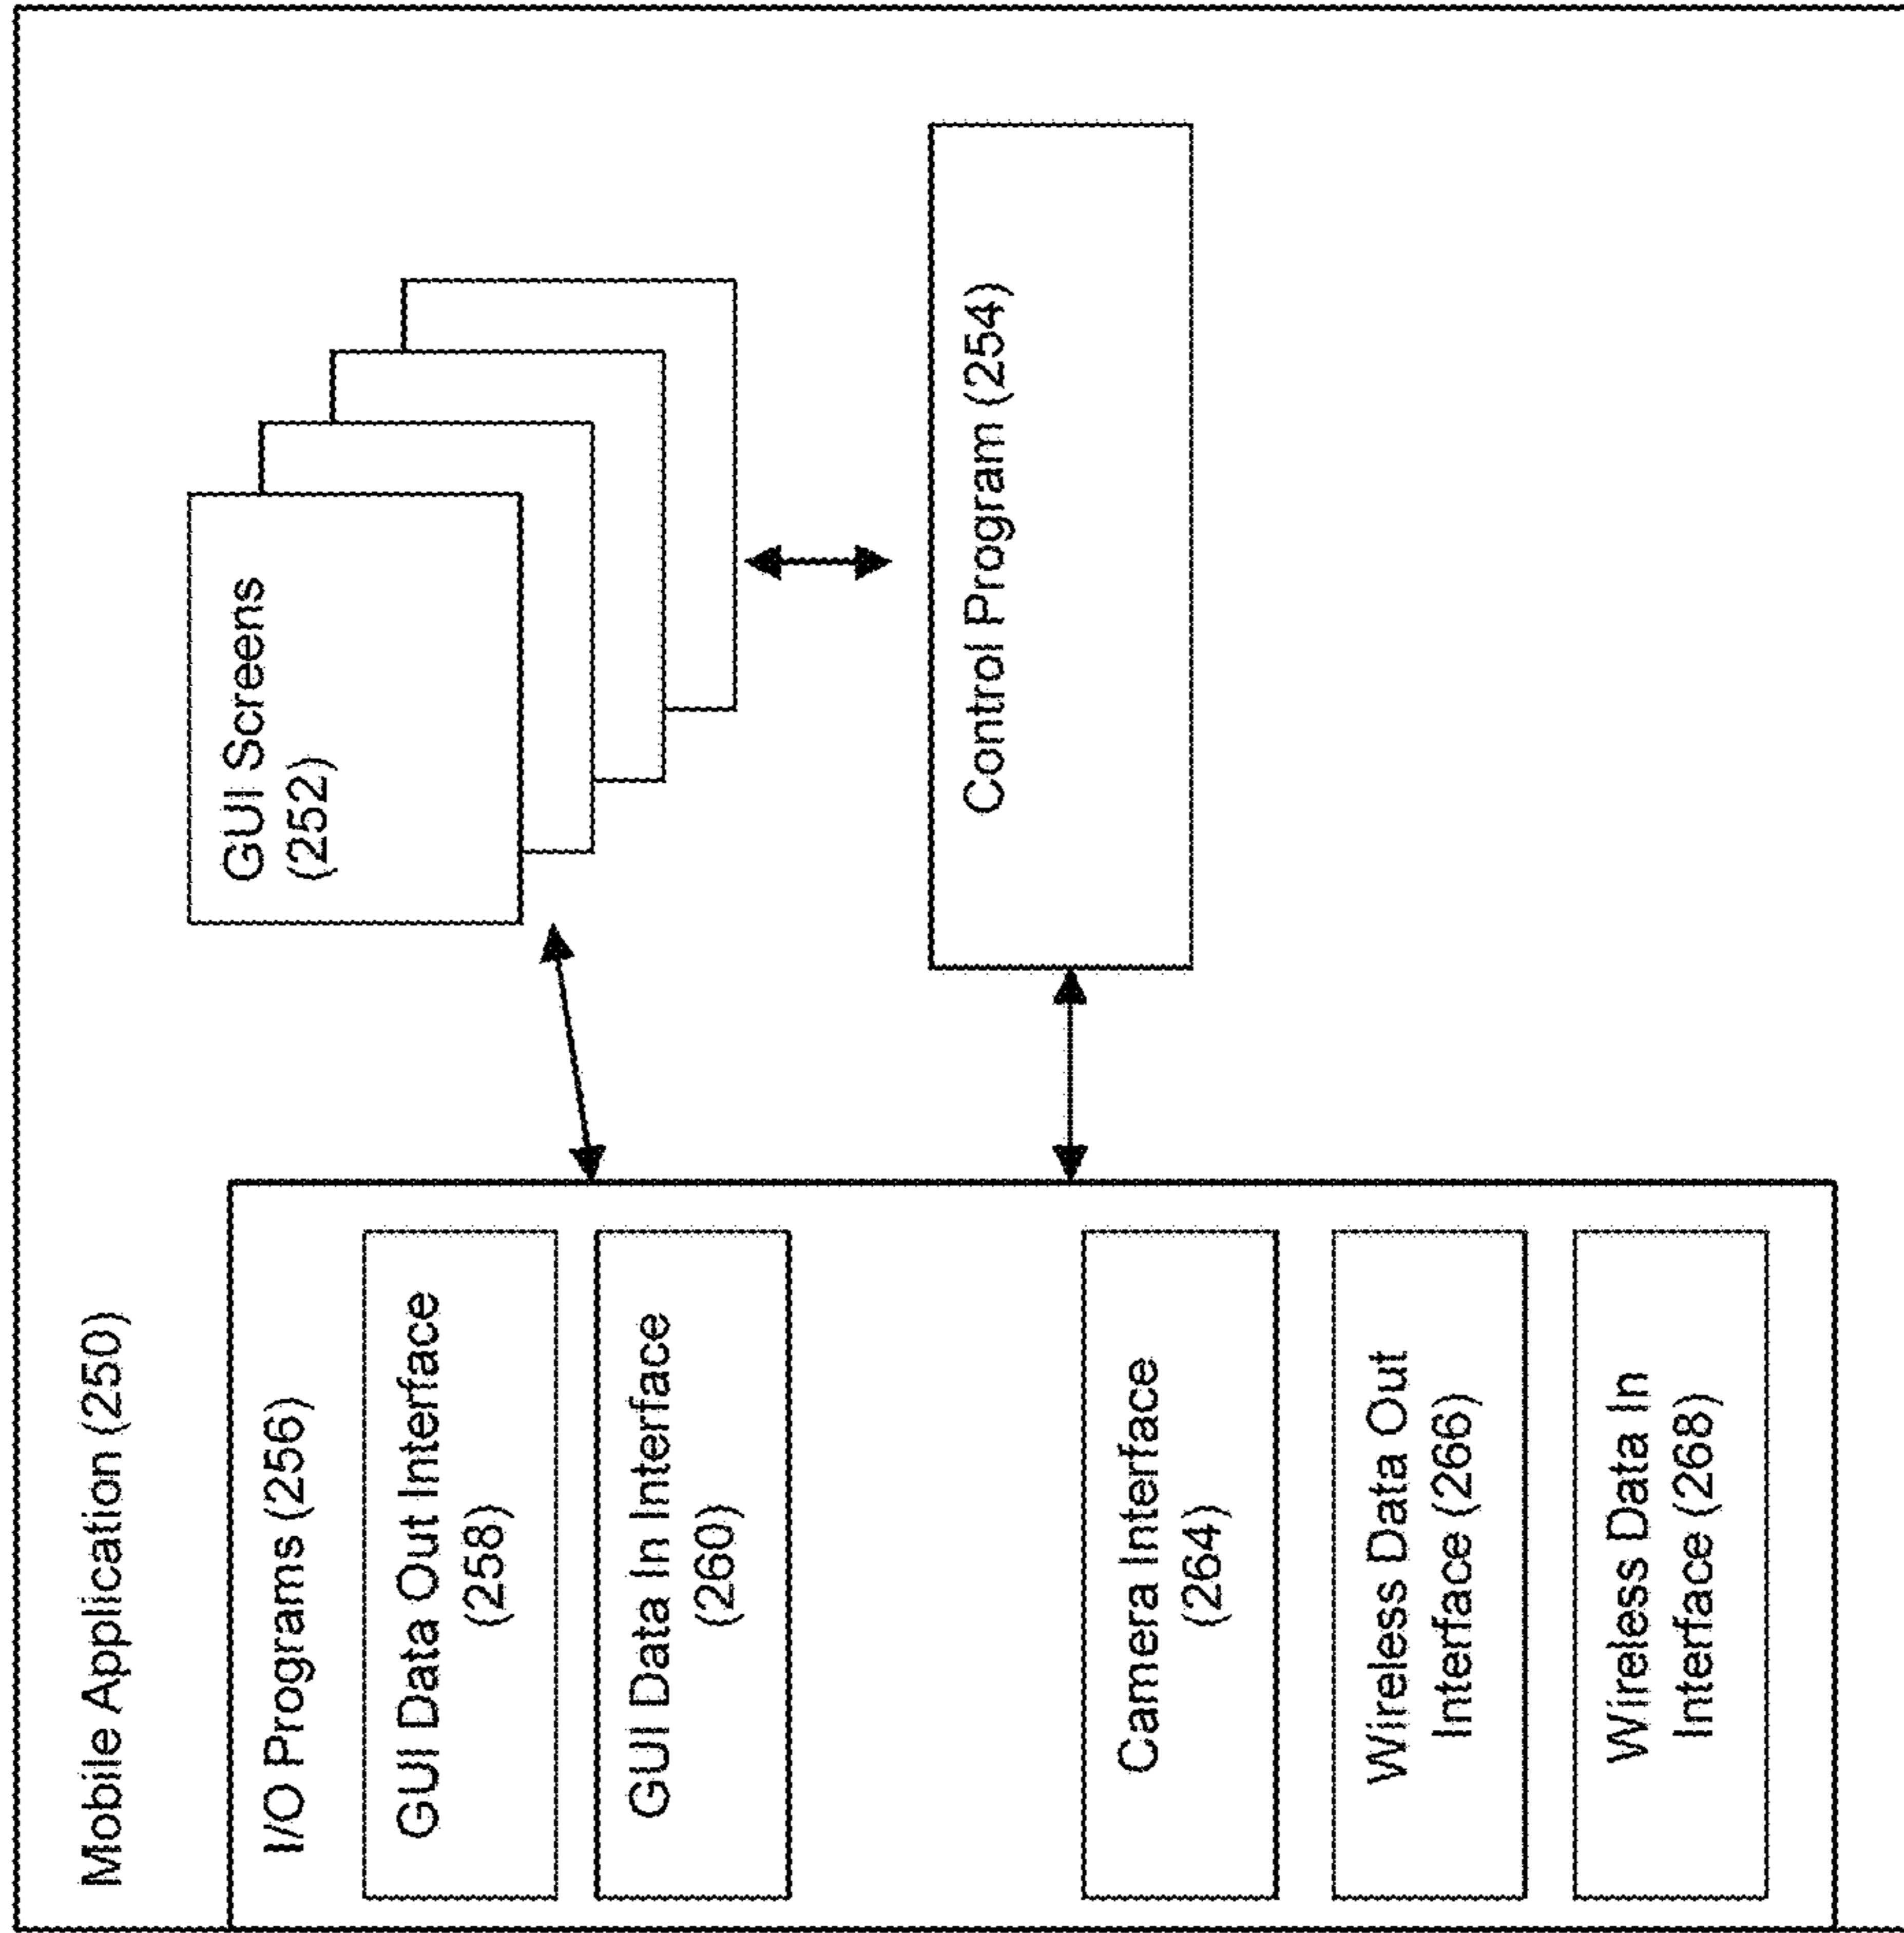 Mobile Application (250)
I/O Programs (256)
GUI Data Out Interface
(258)
GUI Data In Interface
(260)
Camera Interface
(264)
Wireless Data Out
Interface (266)
Wireless Data In
Interface (268)
GUI Screens
(252)
Control Program (254)